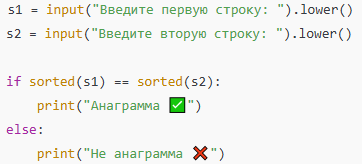 s1 = input("Введите первую строку: ").lower()
s2 = input("Введите вторую строку: ").lower()
if sorted(s1) == sorted(s2):
    print("Анаграмма ✅")
else:
    print("Не анаграмма ❌")